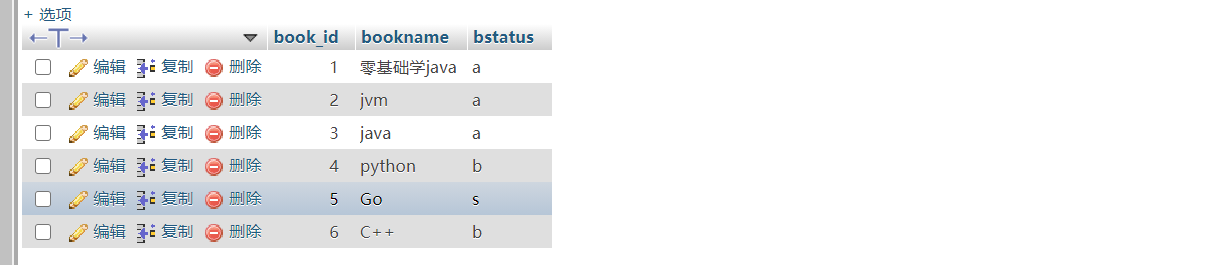 + 选项
←T→ book_id bookname bstatus
编辑 复制 删除 1 零基础学java a
编辑 复制 删除 2 jvm a
编辑 复制 删除 3 java a
编辑 复制 删除 4 python b
编辑 复制 删除 5 Go s
编辑 复制 删除 6 C++ b